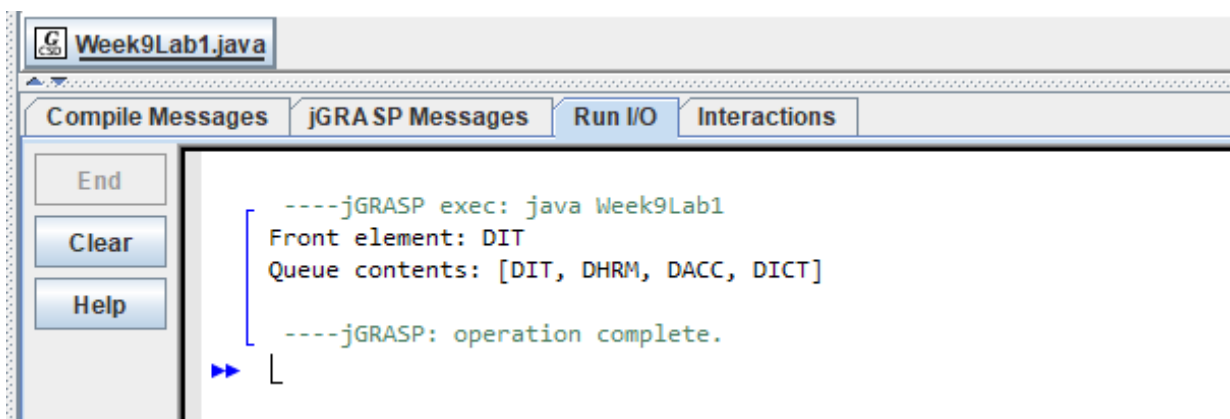 G
CSD
Week9Lab1.java
Compile Messages jGRASP Messages Run I/O Interactions
End
Clear
Help
----jGRASP exec: java Week9Lab1
Front element: DIT
Queue contents: [DIT, DHRM, DACC, DICT]
----jGRASP: operation complete.